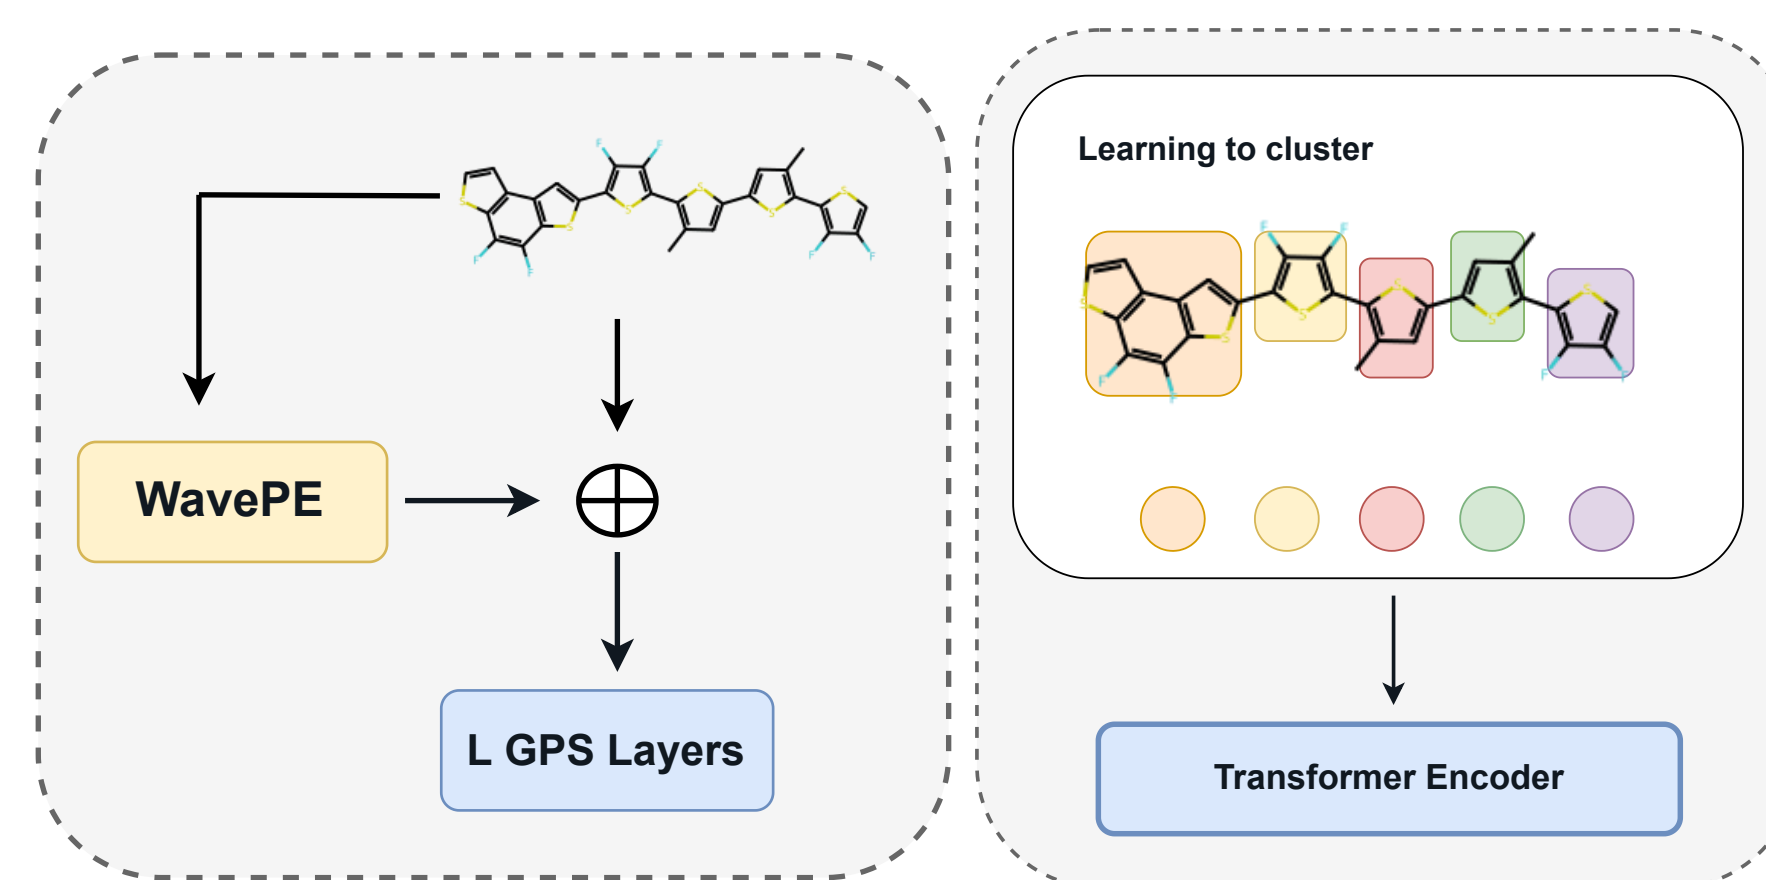 F F
S S S S S S
F F F F
WavePE
L GPS Layers
Learning to cluster
F F
S S S S S S
F F F F
Transformer Encoder